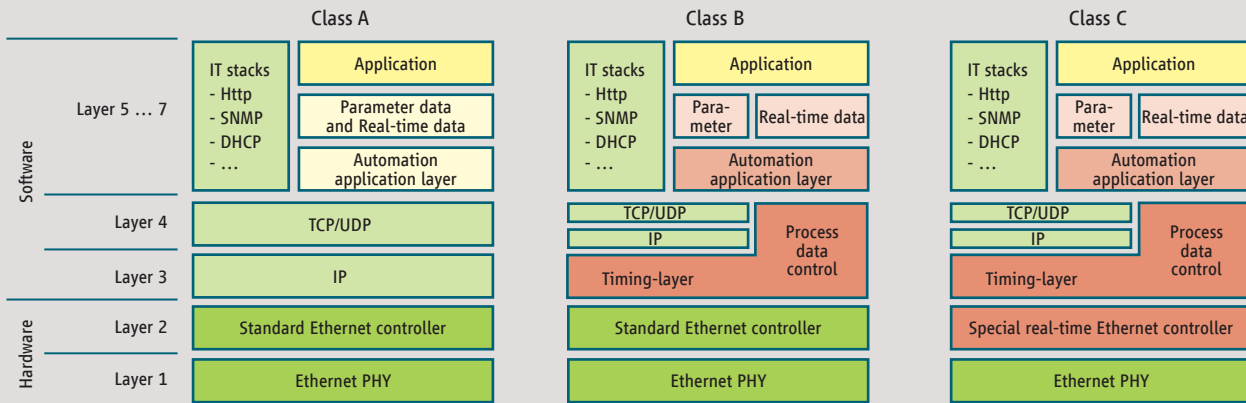 Class A
Class B
Class C
Software
Hardware
Layer 5 … 7
Layer 4
Layer 3
Layer 2
Layer 1
IT stacks
- Http
- SNMP
- DHCP
- …
Application
Parameter data
and Real-time data
Automation
application layer
TCP/UDP
IP
Standard Ethernet controller
Ethernet PHY
IT stacks
- Http
- SNMP
- DHCP
- …
Application
Para-
meter
Real-time data
Automation
application layer
TCP/UDP
IP
Process
data
control
Timing-layer
Standard Ethernet controller
Ethernet PHY
IT stacks
- Http
- SNMP
- DHCP
- …
Application
Para-
meter
Real-time data
Automation
application layer
TCP/UDP
IP
Process
data
control
Timing-layer
Special real-time Ethernet controller
Ethernet PHY